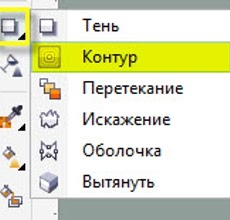 Тень
Контур
Перетекание
Искажение
Оболочка
Вытянуть